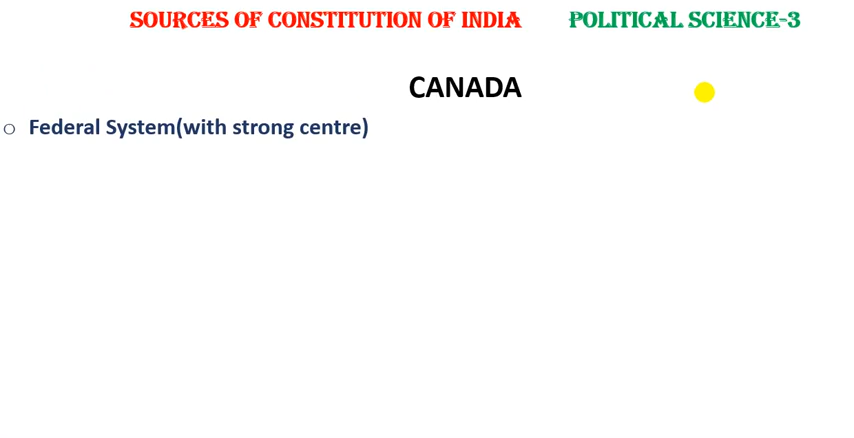 SOURCES OF CONSTITUTION OF INDIA POLITICAL SCIENCE-3
CANADA
o Federal System(with strong centre)